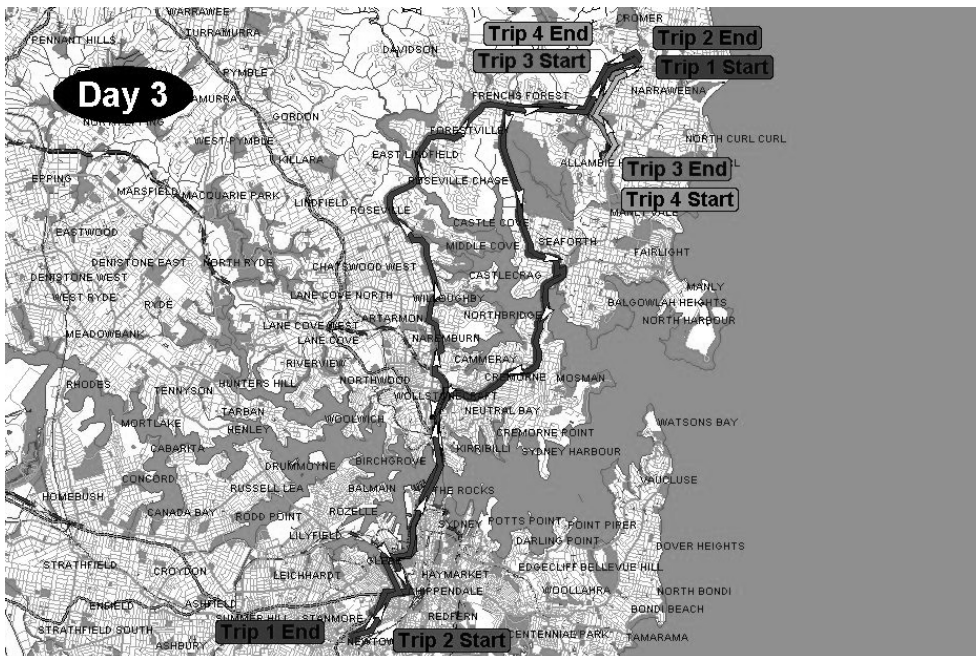 WARRAWEE
CROMER
TURRAMURRA
PENNANT HILLS
DAVIDSON
Trip 4 End
Trip 2 End
Trip 3 Start
Trip 1 Start
PYMBLE
Day 3
FRENCHS FOREST
NARRAWEENA
GORDON
FORESTVILLE
WEST PYMBLE
NORTH CURL CURL
EAST LINDFIELD
KILLARA
ALLAMBIE
Trip 3 End
EPPING
ROSEVILLE CHASE
MARSFIELD
MACQUARIE PARK
LINDFIELD
Trip 4 Start
ROSEVILLE
MANLY VALE
CASTLE COVE
EASTWOOD
SEAFORTH
MIDDLE COVE
FAIRLIGHT
DENISTONE EAST
NORTH RYDE
CHATSWOOD WEST
DENISTONE WEST
CASTLECRAG
MANLY
WEST RYDE
RYDE
LANE COVE NORTH
WILLOUGHBY
BALGOWLAH HEIGHTS
NORTHBRIDGE
ARTARMON
NORTH HARBOUR
LANE COVE WEST
MEADOWBANK
NAREMBURN
LANE COVE
CAMMERAY
RIVERVIEW
RHODES
NORTHWOOD
CREMORNE
MOSMAN
HUNTERS HILL
TENNYSON
WOLLSTONECRAFT
TARBAN
NEUTRAL BAY
WOOLWICH
MORTLAKE
HENLEY
WATSONS BAY
CREMORNE POINT
CABARITA
KIRRIBILLI
SYDNEY HARBOUR
BIRCHGROVE
DRUMMOYNE
CONCORD
VAUCLUSE
RUSSELL LEA
BALMAIN
THE ROCKS
HOMEBUSH
CANADA BAY
ROZELLE
RODD POINT
SYDNEY
POTTS POINT
POINT PIPER
LILYFIELD
DARLING POINT
DOVER HEIGHTS
GLEBE
STRATHFIELD
CROYDON
LEICHHARDT
HAYMARKET
EDGECLIFF
BELLEVUE HILL
WOOLLAHRA
NORTH BONDI
ENFIELD
ASHFIELD
BONDI BEACH
SUMMER HILL
STANMORE
REDFERN
STRATHFIELD SOUTH
Trip 1 End
Trip 2 Start
CENTENNIAL PARK
TAMARAMA
ASHBURY